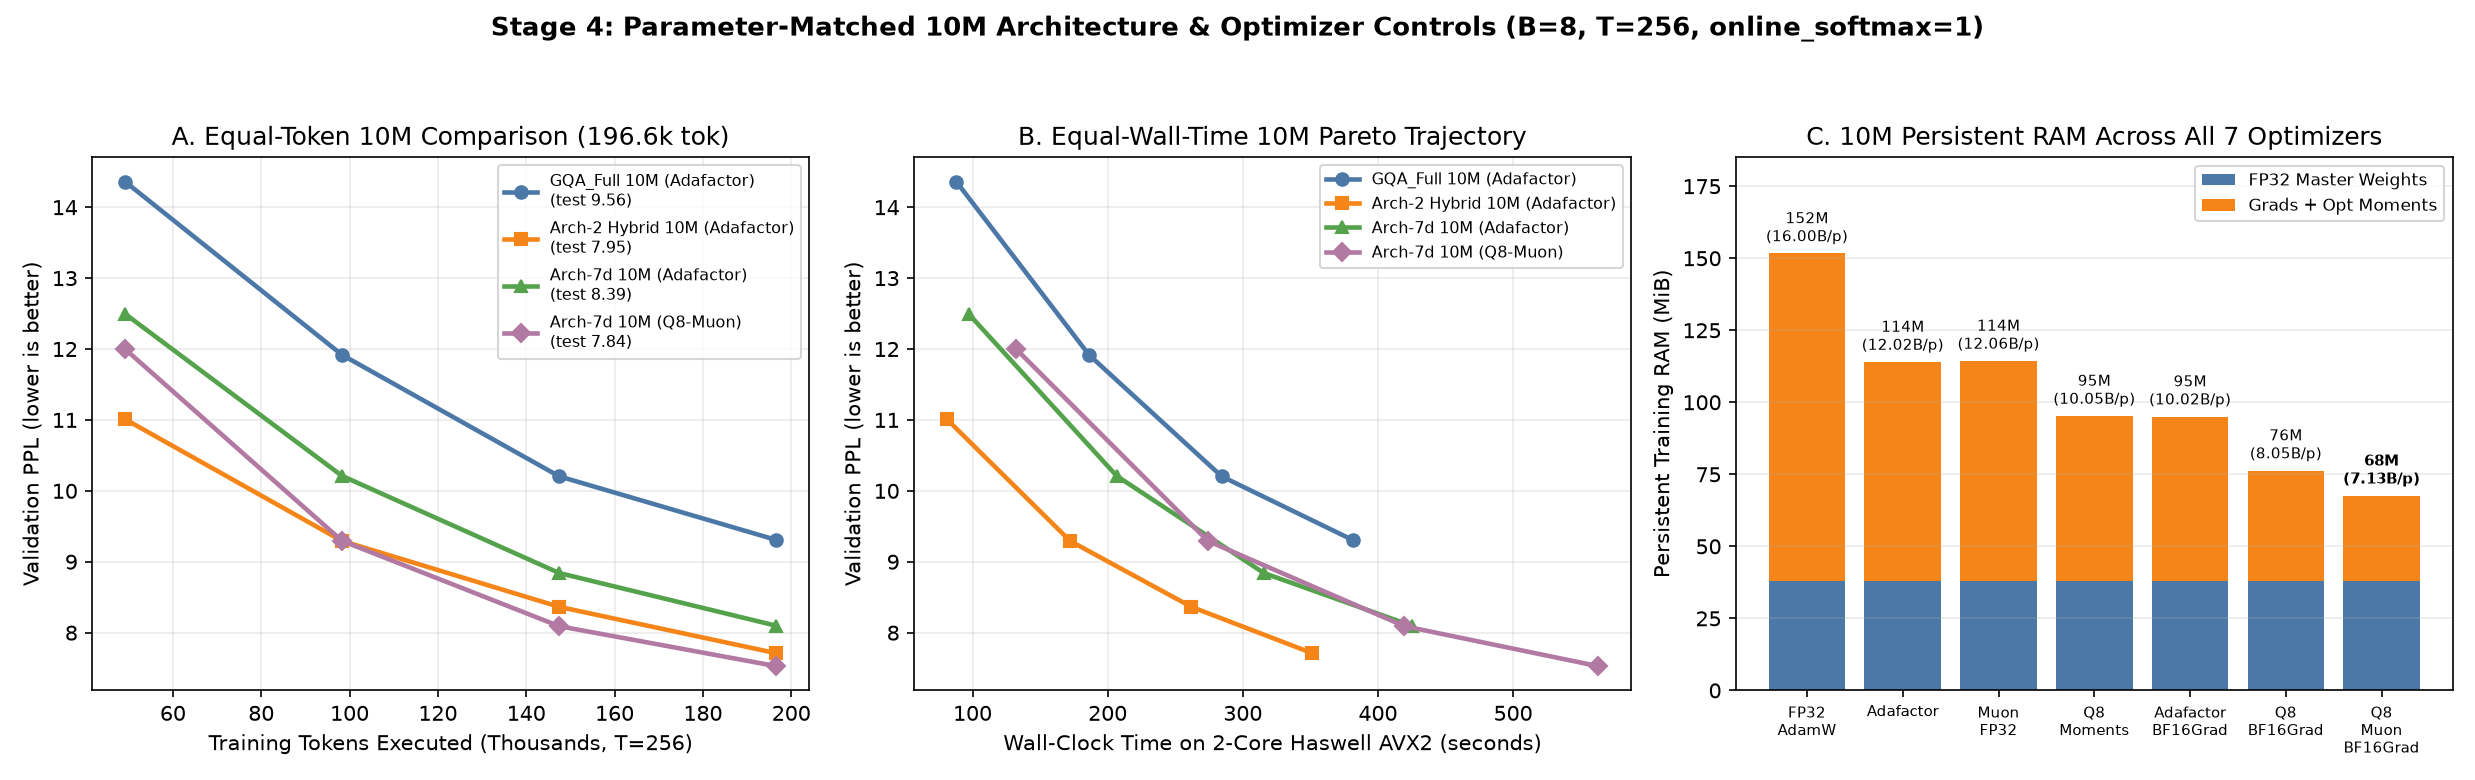 Stage 4: Parameter-Matched 10M Architecture & Optimizer Controls (B=8, T=256, online_softmax=1)
A. Equal-Token 10M Comparison (196.6k tok)
Validation PPL (lower is better)
14
13
12
11
10
9
8
GQA_Full 10M (Adafactor)
(test 9.56)
Arch-2 Hybrid 10M (Adafactor)
(test 7.95)
Arch-7d 10M (Adafactor)
(test 8.39)
Arch-7d 10M (Q8-Muon)
(test 7.84)
60 80 100 120 140 160 180 200
Training Tokens Executed (Thousands, T=256)
B. Equal-Wall-Time 10M Pareto Trajectory
Validation PPL (lower is better)
14
13
12
11
10
9
8
GQA_Full 10M (Adafactor)
Arch-2 Hybrid 10M (Adafactor)
Arch-7d 10M (Adafactor)
Arch-7d 10M (Q8-Muon)
100 200 300 400 500
Wall-Clock Time on 2-Core Haswell AVX2 (seconds)
C. 10M Persistent RAM Across All 7 Optimizers
Persistent Training RAM (MiB)
175
150
125
100
75
50
25
0
FP32 Master Weights
Grads + Opt Moments
152M
(16.00B/p)
114M
(12.02B/p)
114M
(12.06B/p)
95M
(10.05B/p)
95M
(10.02B/p)
76M
(8.05B/p)
68M
(7.13B/p)
FP32
AdamW
Adafactor
Muon
FP32
Q8
Moments
Adafactor
BF16Grad
Q8
BF16Grad
Q8
Muon
BF16Grad